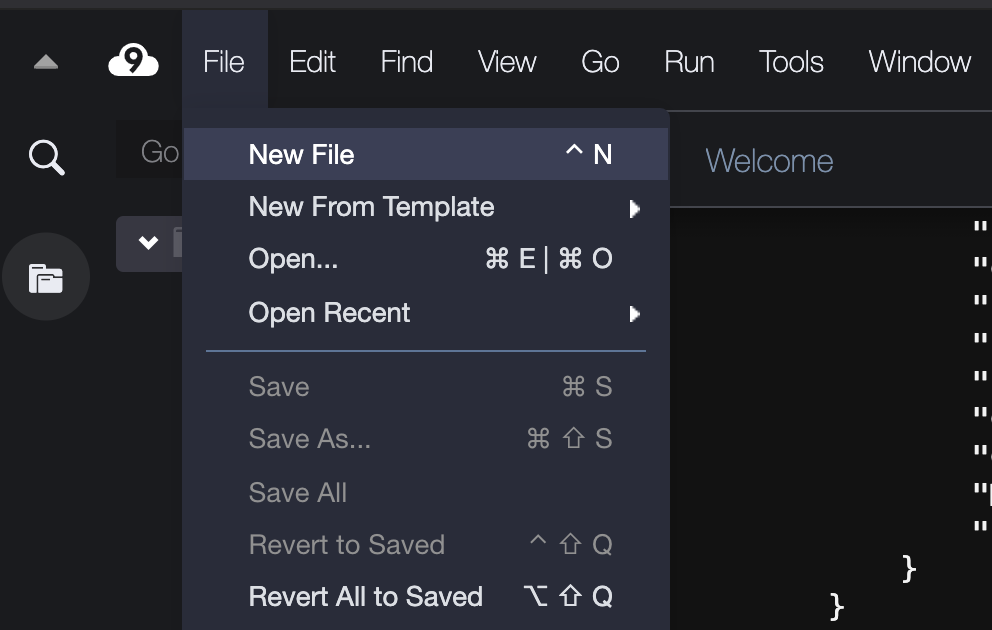 9 File Edit Find View Go Run Tools Window
Go
Welcome
New File ^ N
New From Template
Open... ⌘ E | ⌘ O
Open Recent
Save ⌘ S
Save As... ⌘ ⇧ S
Save All
Revert to Saved ^ ⇧ Q
Revert All to Saved ⌥ ⇧ Q
"
"
"
"
"
"
"
"
"
}
}